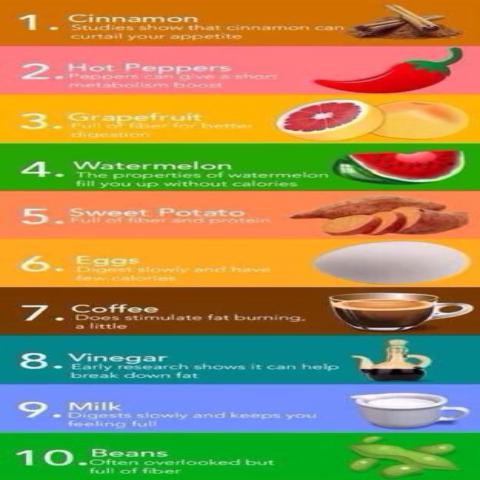 1. Cinnamon
Studies show that cinnamon can
curtail your appetite
2. Hot Peppers
Peppers can give a short
metabolism boost
3. Grapefruit
Full of fiber for better
digestion
4. Watermelon
The properties of watermelon
fill you up without calories
5. Sweet Potato
Full of fiber and protein
6. Eggs
Digest slowly and have
few calories
7. Coffee
Does stimulate fat burning,
a little
8. Vinegar
Early research shows it can help
break down fat
9. Milk
Digests slowly and keeps you
feeling full
10. Beans
Often overlooked but
full of fiber